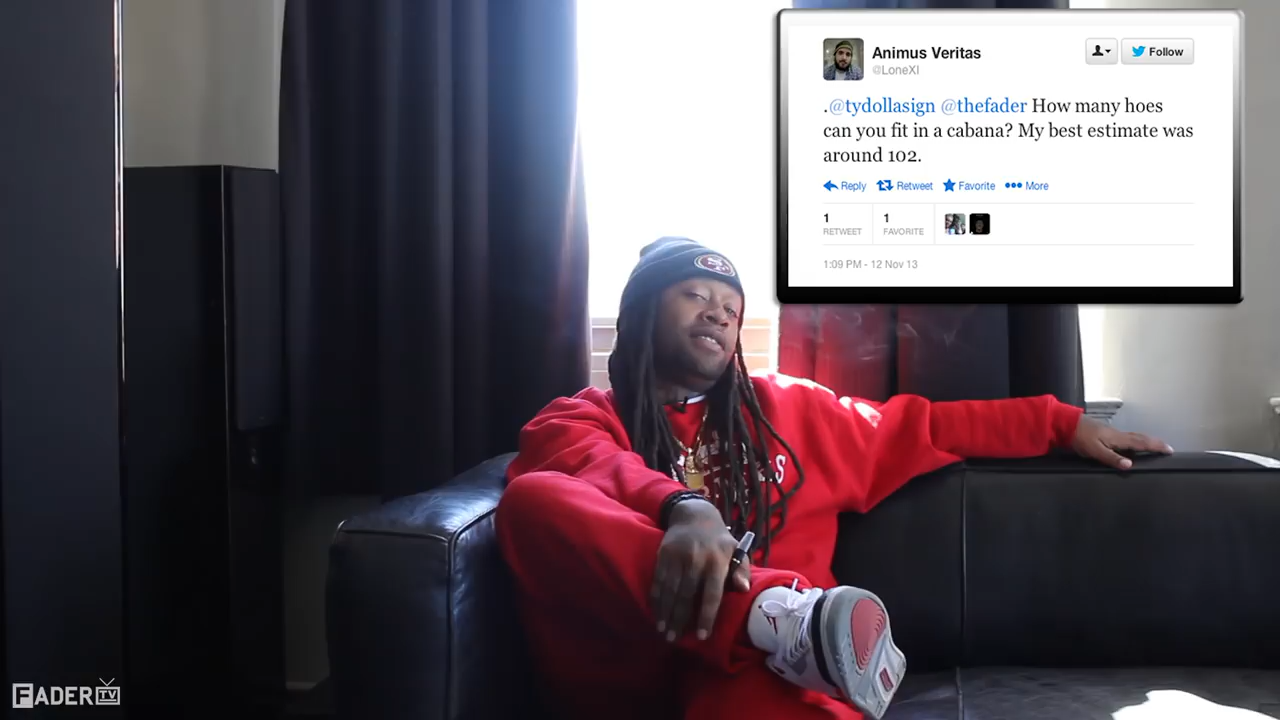 Animus Veritas
@LoneXI
Follow
.@tydollasign @thefader How many hoes
can you fit in a cabana? My best estimate was
around 102.
Reply Retweet Favorite More
1 1
RETWEET FAVORITE
1:09 PM - 12 Nov 13
FADER TV